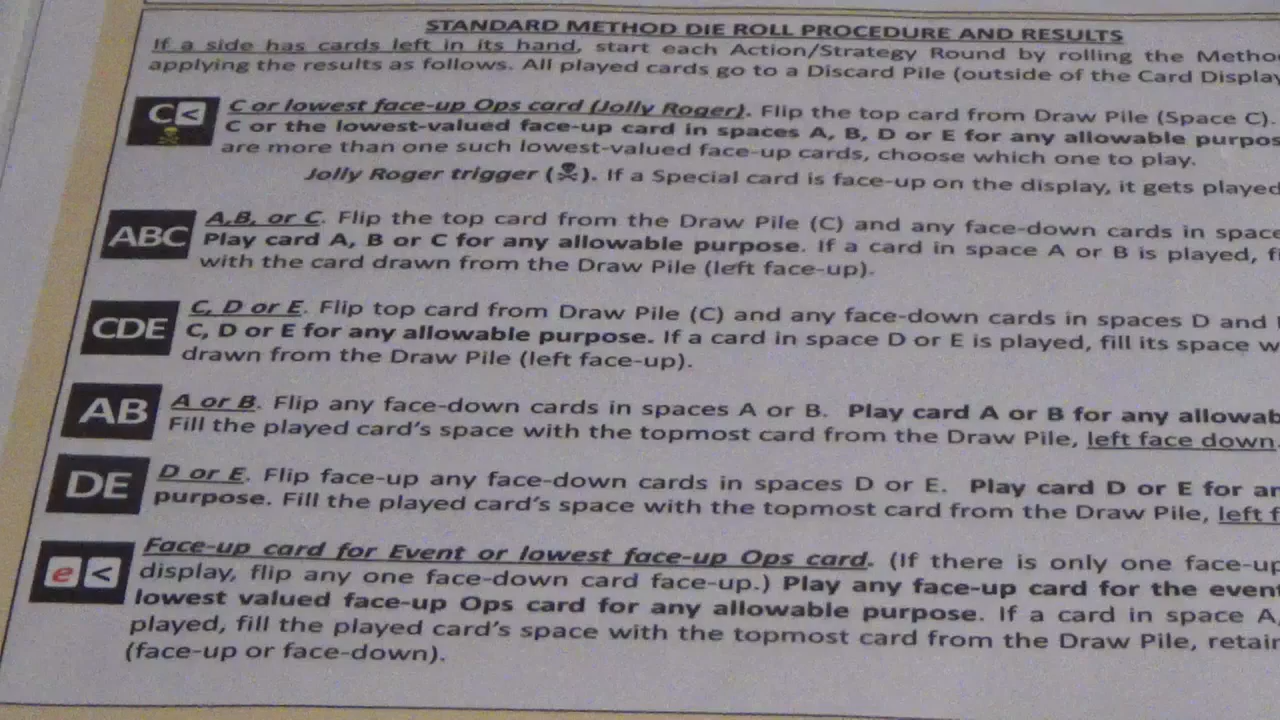 STANDARD METHOD DIE ROLL PROCEDURE AND RESULTS
If a side has cards left in its hand, start each Action/Strategy Round by rolling the Metho
applying the results as follows. All played cards go to a Discard Pile (outside of the Card Display
C< C or lowest face-up Ops card (Jolly Roger). Flip the top card from Draw Pile (Space C).
C or the lowest-valued face-up card in spaces A, B, D or E for any allowable purpos
are more than one such lowest-valued face-up cards, choose which one to play.
Jolly Roger trigger (☠). If a Special card is face-up on the display, it gets played
ABC A,B, or C. Flip the top card from the Draw Pile (C) and any face-down cards in space
Play card A, B or C for any allowable purpose. If a card in space A or B is played, fi
with the card drawn from the Draw Pile (left face-up).
CDE C, D or E. Flip top card from Draw Pile (C) and any face-down cards in spaces D and
C, D or E for any allowable purpose. If a card in space D or E is played, fill its space w
drawn from the Draw Pile (left face-up).
AB A or B. Flip any face-down cards in spaces A or B. Play card A or B for any allowab
Fill the played card's space with the topmost card from the Draw Pile, left face down.
DE D or E. Flip face-up any face-down cards in spaces D or E. Play card D or E for an
purpose. Fill the played card's space with the topmost card from the Draw Pile, left f
e< Face-up card for Event or lowest face-up Ops card. (If there is only one face-up
display, flip any one face-down card face-up.) Play any face-up card for the event
lowest valued face-up Ops card for any allowable purpose. If a card in space A,
played, fill the played card's space with the topmost card from the Draw Pile, retain
(face-up or face-down).